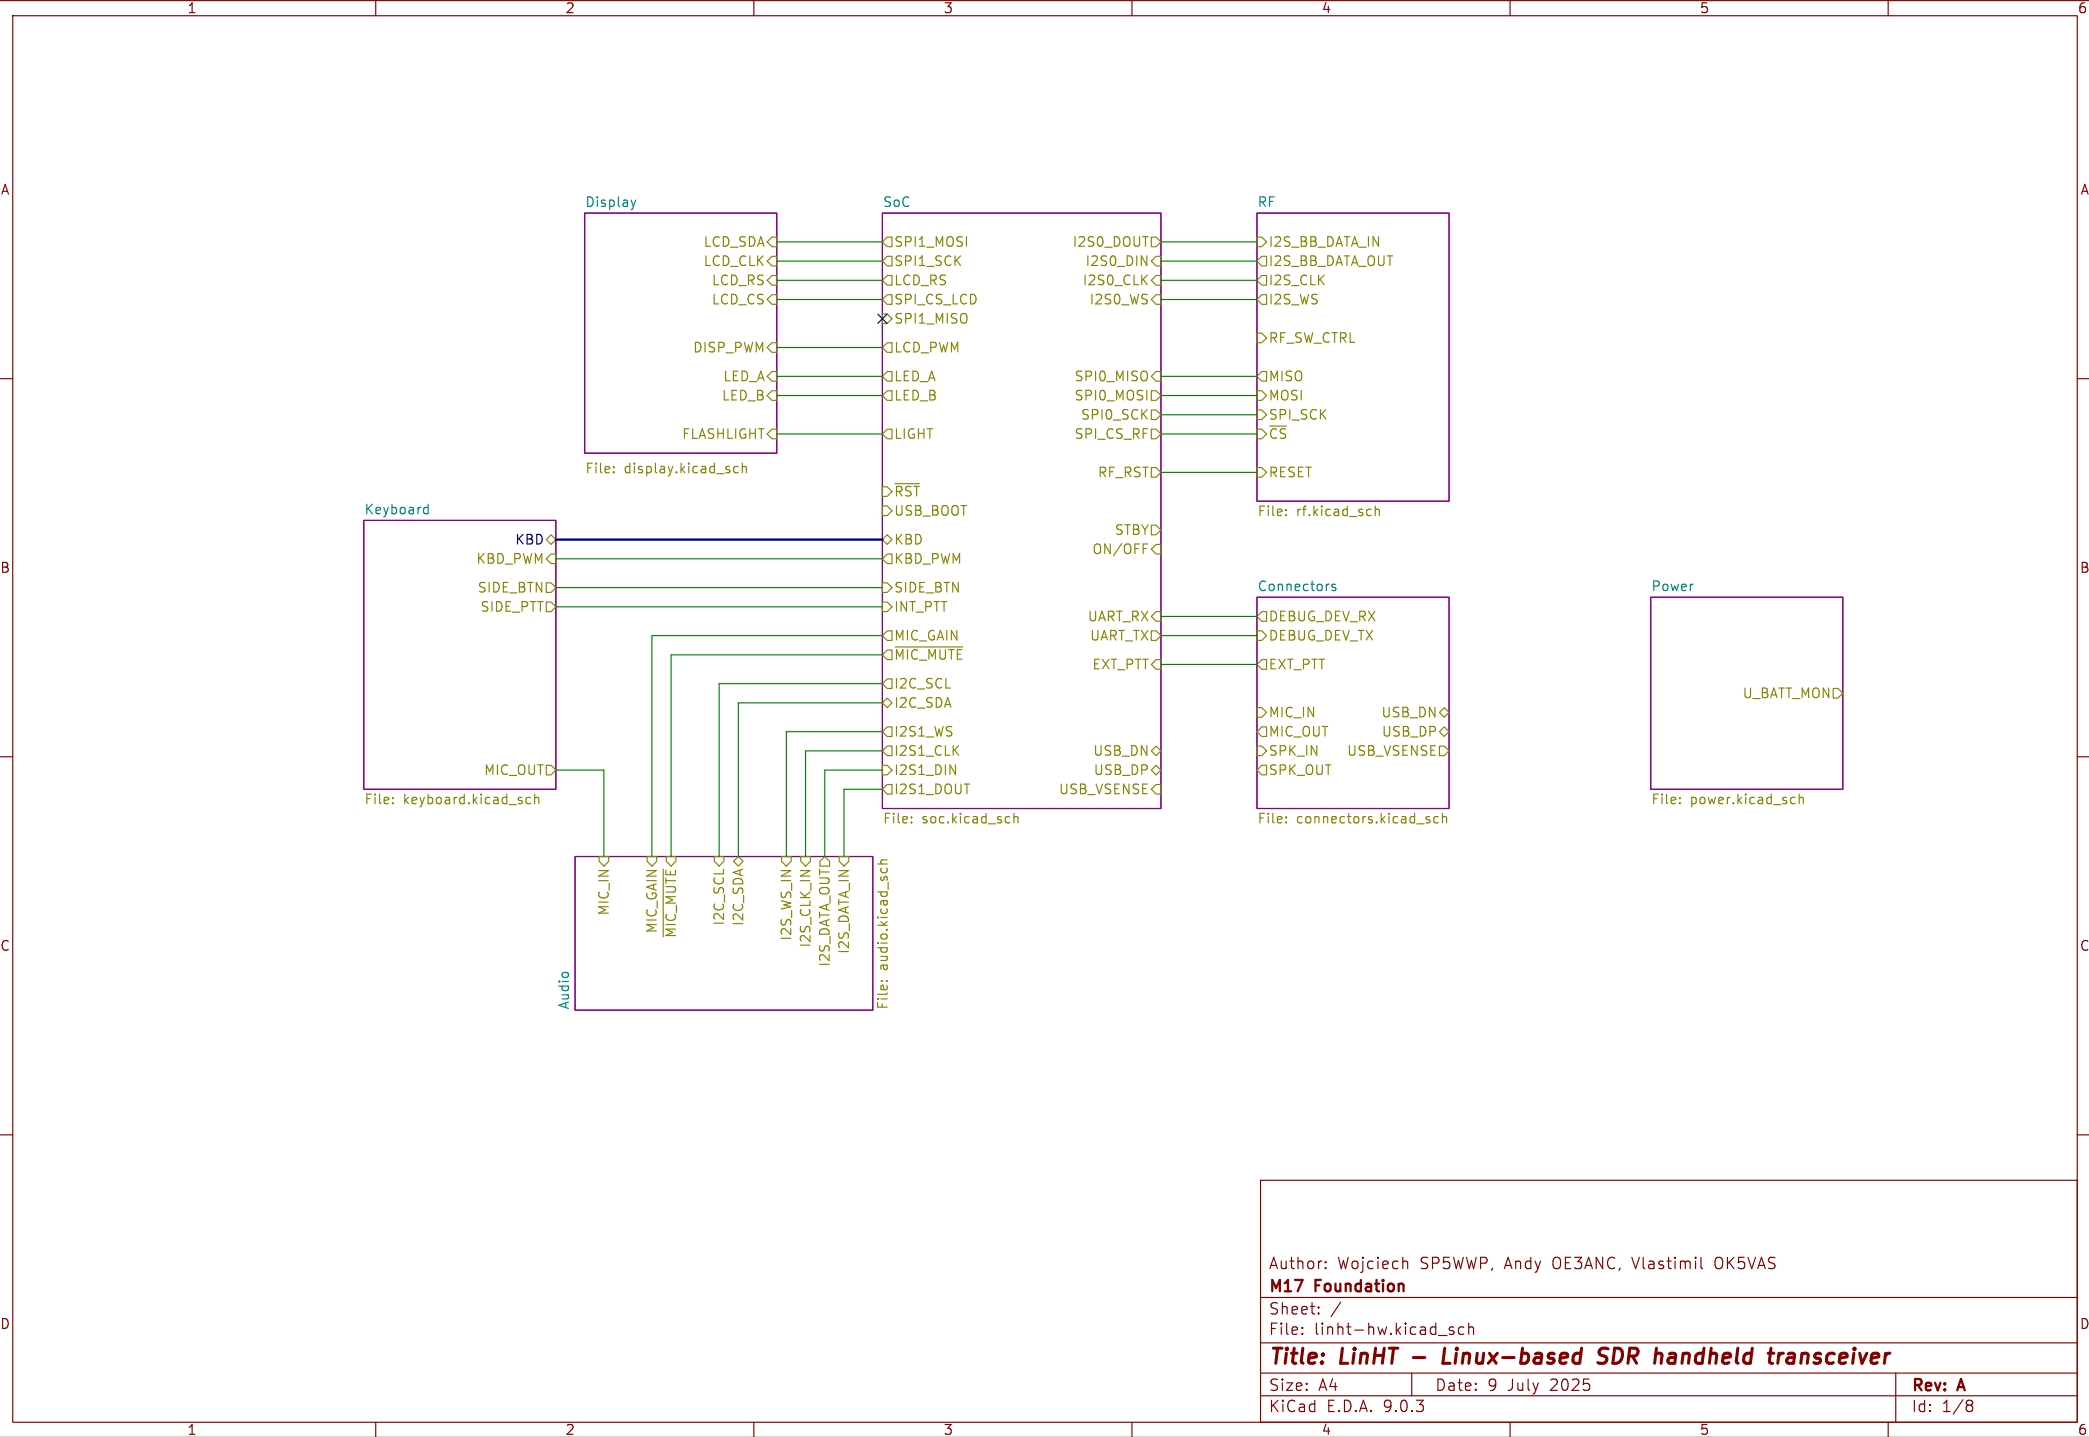 1 2 3 4 5 6
A A
B B
C C
D D
Display
LCD_SDA
LCD_CLK
LCD_RS
LCD_CS
DISP_PWM
LED_A
LED_B
FLASHLIGHT
File: display.kicad_sch
SoC
SPI1_MOSI
SPI1_SCK
LCD_RS
SPI_CS_LCD
SPI1_MISO
LCD_PWM
LED_A
LED_B
LIGHT
RST
USB_BOOT
KBD
KBD_PWM
SIDE_BTN
INT_PTT
MIC_GAIN
MIC_MUTE
I2C_SCL
I2C_SDA
I2S1_WS
I2S1_CLK
I2S1_DIN
I2S1_DOUT
I2S0_DOUT
I2S0_DIN
I2S0_CLK
I2S0_WS
SPI0_MISO
SPI0_MOSI
SPI0_SCK
SPI_CS_RF
RF_RST
STBY
ON/OFF
UART_RX
UART_TX
EXT_PTT
USB_DN
USB_DP
USB_VSENSE
File: soc.kicad_sch
RF
I2S_BB_DATA_IN
I2S_BB_DATA_OUT
I2S_CLK
I2S_WS
RF_SW_CTRL
MISO
MOSI
SPI_SCK
CS
RESET
File: rf.kicad_sch
Keyboard
KBD
KBD_PWM
SIDE_BTN
SIDE_PTT
MIC_OUT
File: keyboard.kicad_sch
Connectors
DEBUG_DEV_RX
DEBUG_DEV_TX
EXT_PTT
MIC_IN USB_DN
MIC_OUT USB_DP
SPK_IN USB_VSENSE
SPK_OUT
File: connectors.kicad_sch
Power
U_BATT_MON
File: power.kicad_sch
Audio
MIC_IN
MIC_GAIN
MIC_MUTE
I2C_SCL
I2C_SDA
I2S_WS_IN
I2S_CLK_IN
I2S_DATA_OUT
I2S_DATA_IN
File: audio.kicad_sch
Author: Wojciech SP5WWP, Andy OE3ANC, Vlastimil OK5VAS
M17 Foundation
Sheet: /
File: linht-hw.kicad_sch
Title: LinHT - Linux-based SDR handheld transceiver
Size: A4 Date: 9 July 2025 Rev: A
KiCad E.D.A. 9.0.3 Id: 1/8
1 2 3 4 5 6